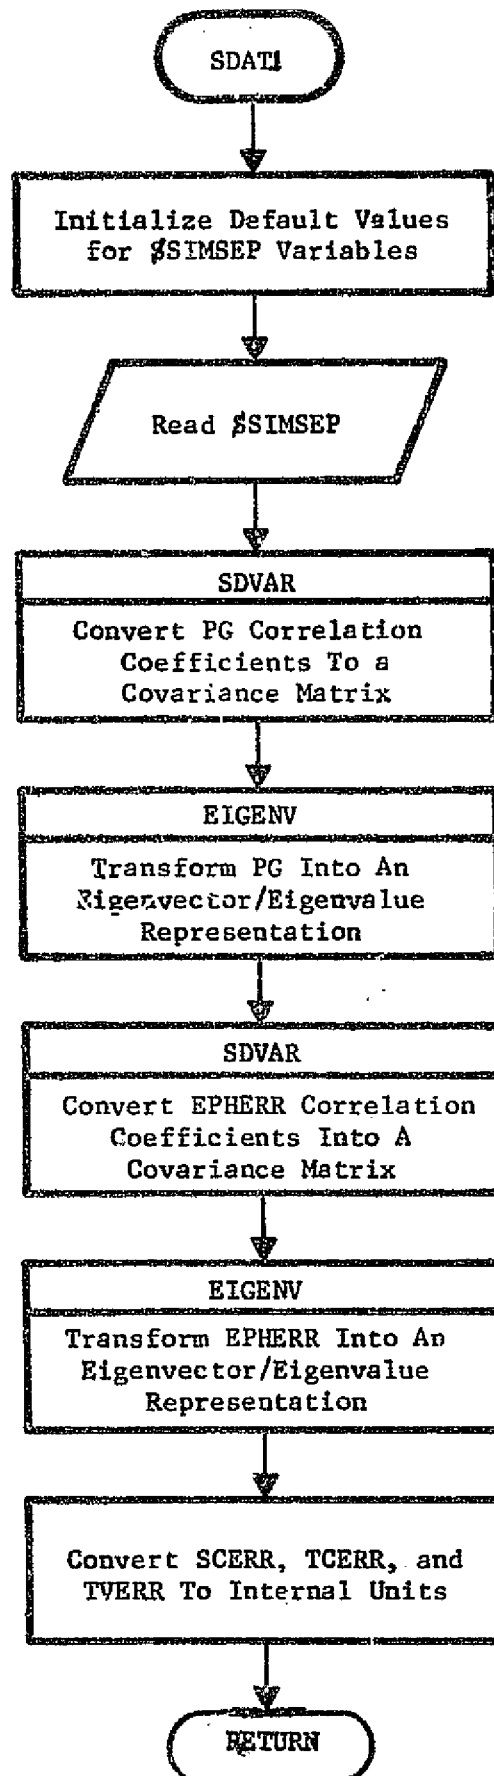 SDAT1
Initialize Default Values
for $SIMSEP Variables
Read $SIMSEP
SDVAR
Convert PG Correlation
Coefficients To a
Covariance Matrix
EIGENV
Transform PG Into An
Eigenvector/Eigenvalue
Representation
SDVAR
Convert EPHERR Correlation
Coefficients Into A
Covariance Matrix
EIGENV
Transform EPHERR Into An
Eigenvector/Eigenvalue
Representation
Convert SCERR, TCERR, and
TVERR To Internal Units
RETURN